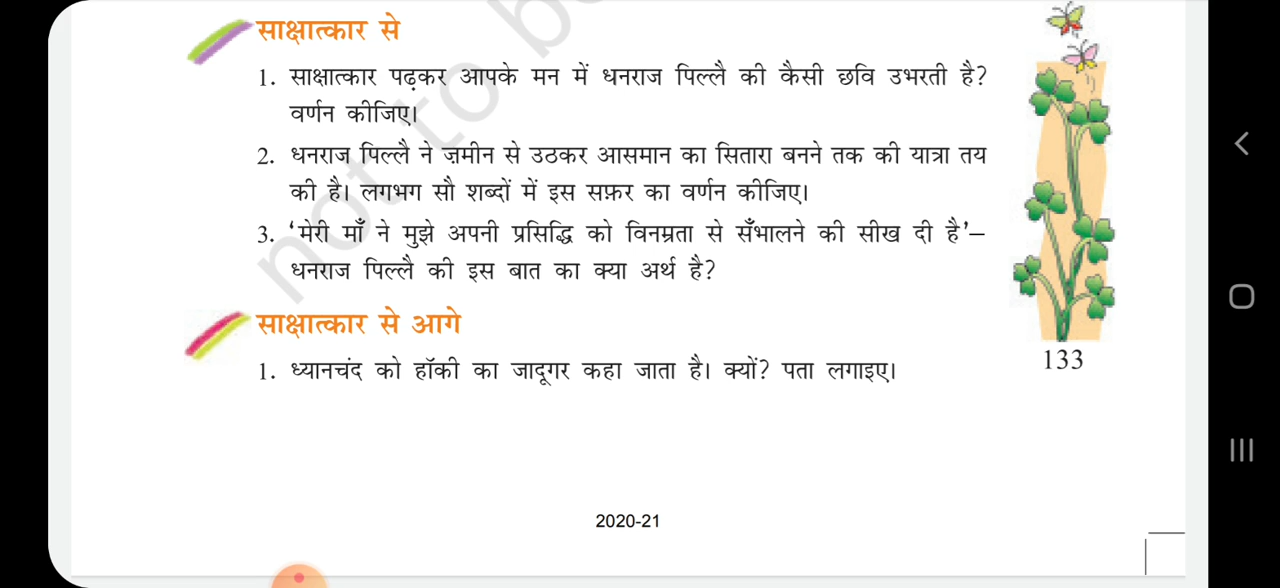 साक्षात्कार से
1. साक्षात्कार पढ़कर आपके मन में धनराज पिल्लै की कैसी छवि उभरती है?
वर्णन कीजिए।
2. धनराज पिल्लै ने ज़मीन से उठकर आसमान का सितारा बनने तक की यात्रा तय
की है। लगभग सौ शब्दों में इस सफ़र का वर्णन कीजिए।
3. ‘मेरी माँ ने मुझे अपनी प्रसिद्धि को विनम्रता से सँभालने की सीख दी है’–
धनराज पिल्लै की इस बात का क्या अर्थ है?
साक्षात्कार से आगे
1. ध्यानचंद को हॉकी का जादूगर कहा जाता है। क्यों? पता लगाइए।
133
not to b
2020-21